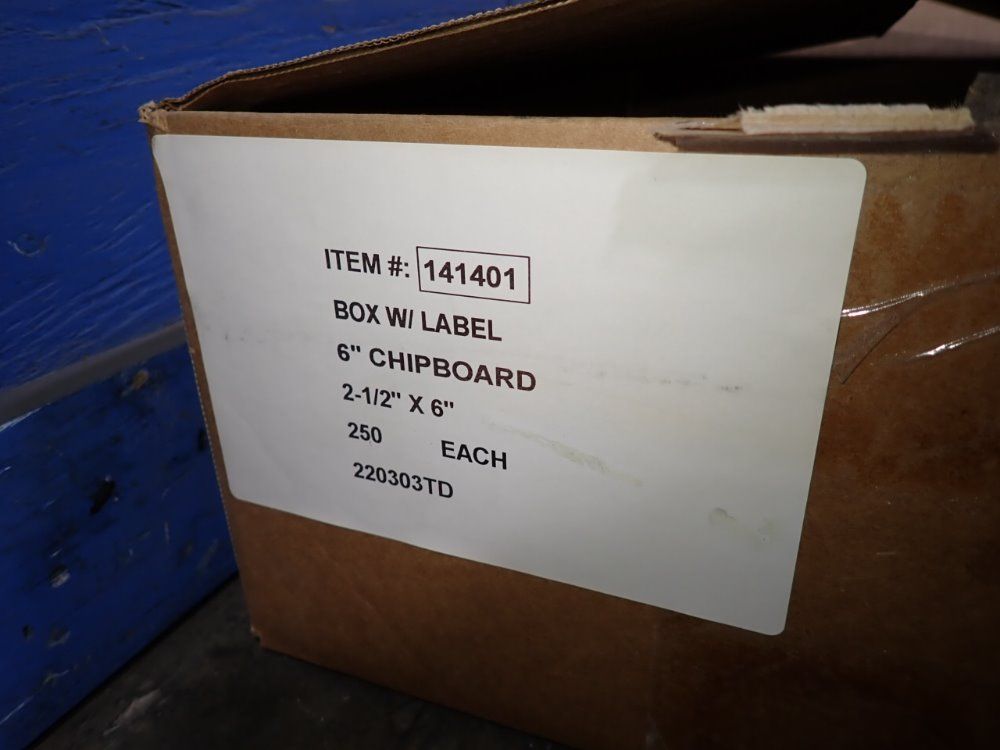 ITEM #: 141401
BOX W/ LABEL
6" CHIPBOARD
2-1/2" X 6"
250 EACH
220303TD